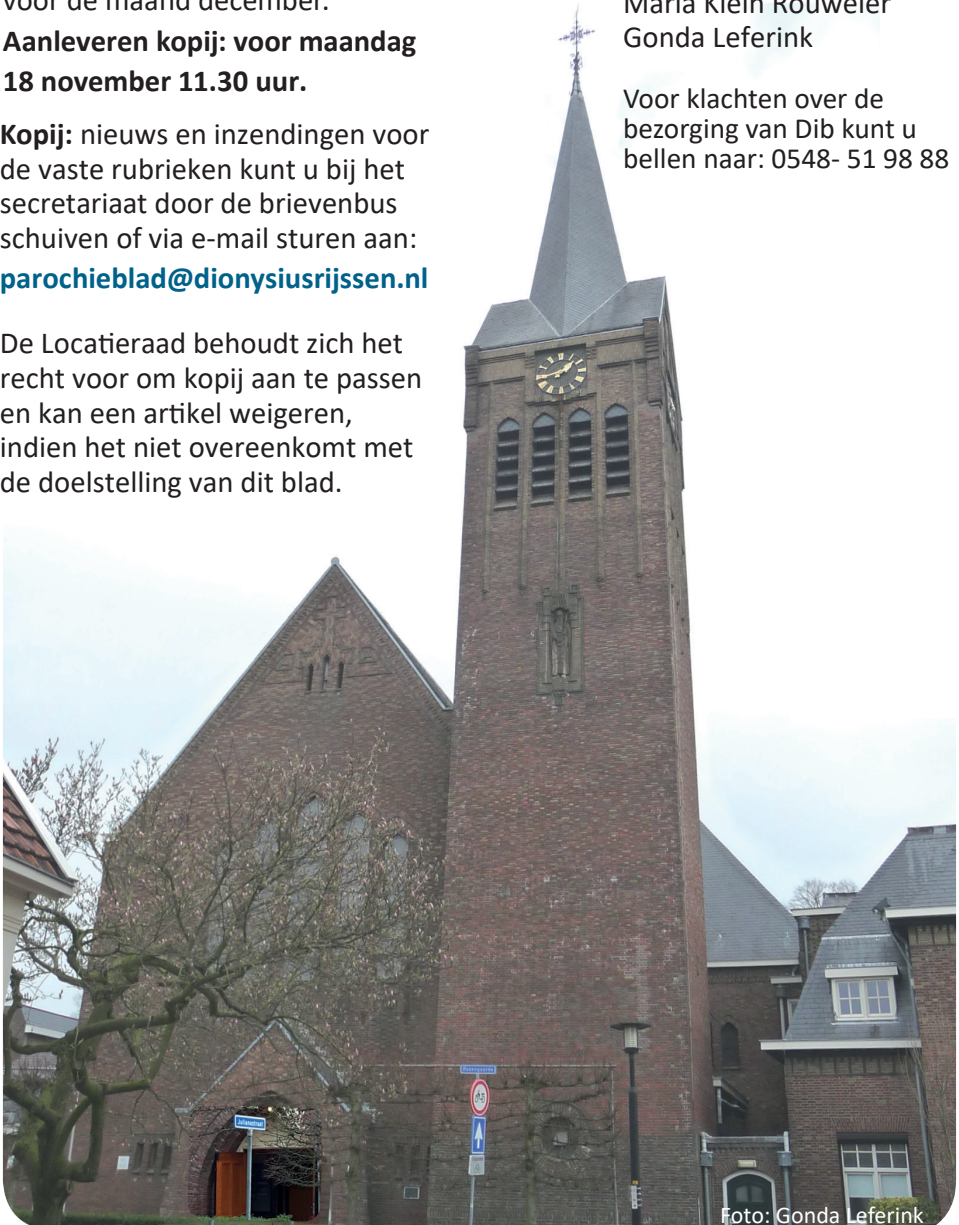 voor de maand december.
Aanleveren kopij: voor maandag
18 november 11.30 uur.
Kopij: nieuws en inzendingen voor
de vaste rubrieken kunt u bij het
secretariaat door de brievenbus
schuiven of via e-mail sturen aan:
parochieblad@dionysiusrijssen.nl
De Locatieraad behoudt zich het
recht voor om kopij aan te passen
en kan een artikel weigeren,
indien het niet overeenkomt met
de doelstelling van dit blad.
Maria Klein Rouweler
Gonda Leferink
Voor klachten over de
bezorging van Dib kunt u
bellen naar: 0548- 51 98 88
Julianastraat
Foto: Gonda Leferink